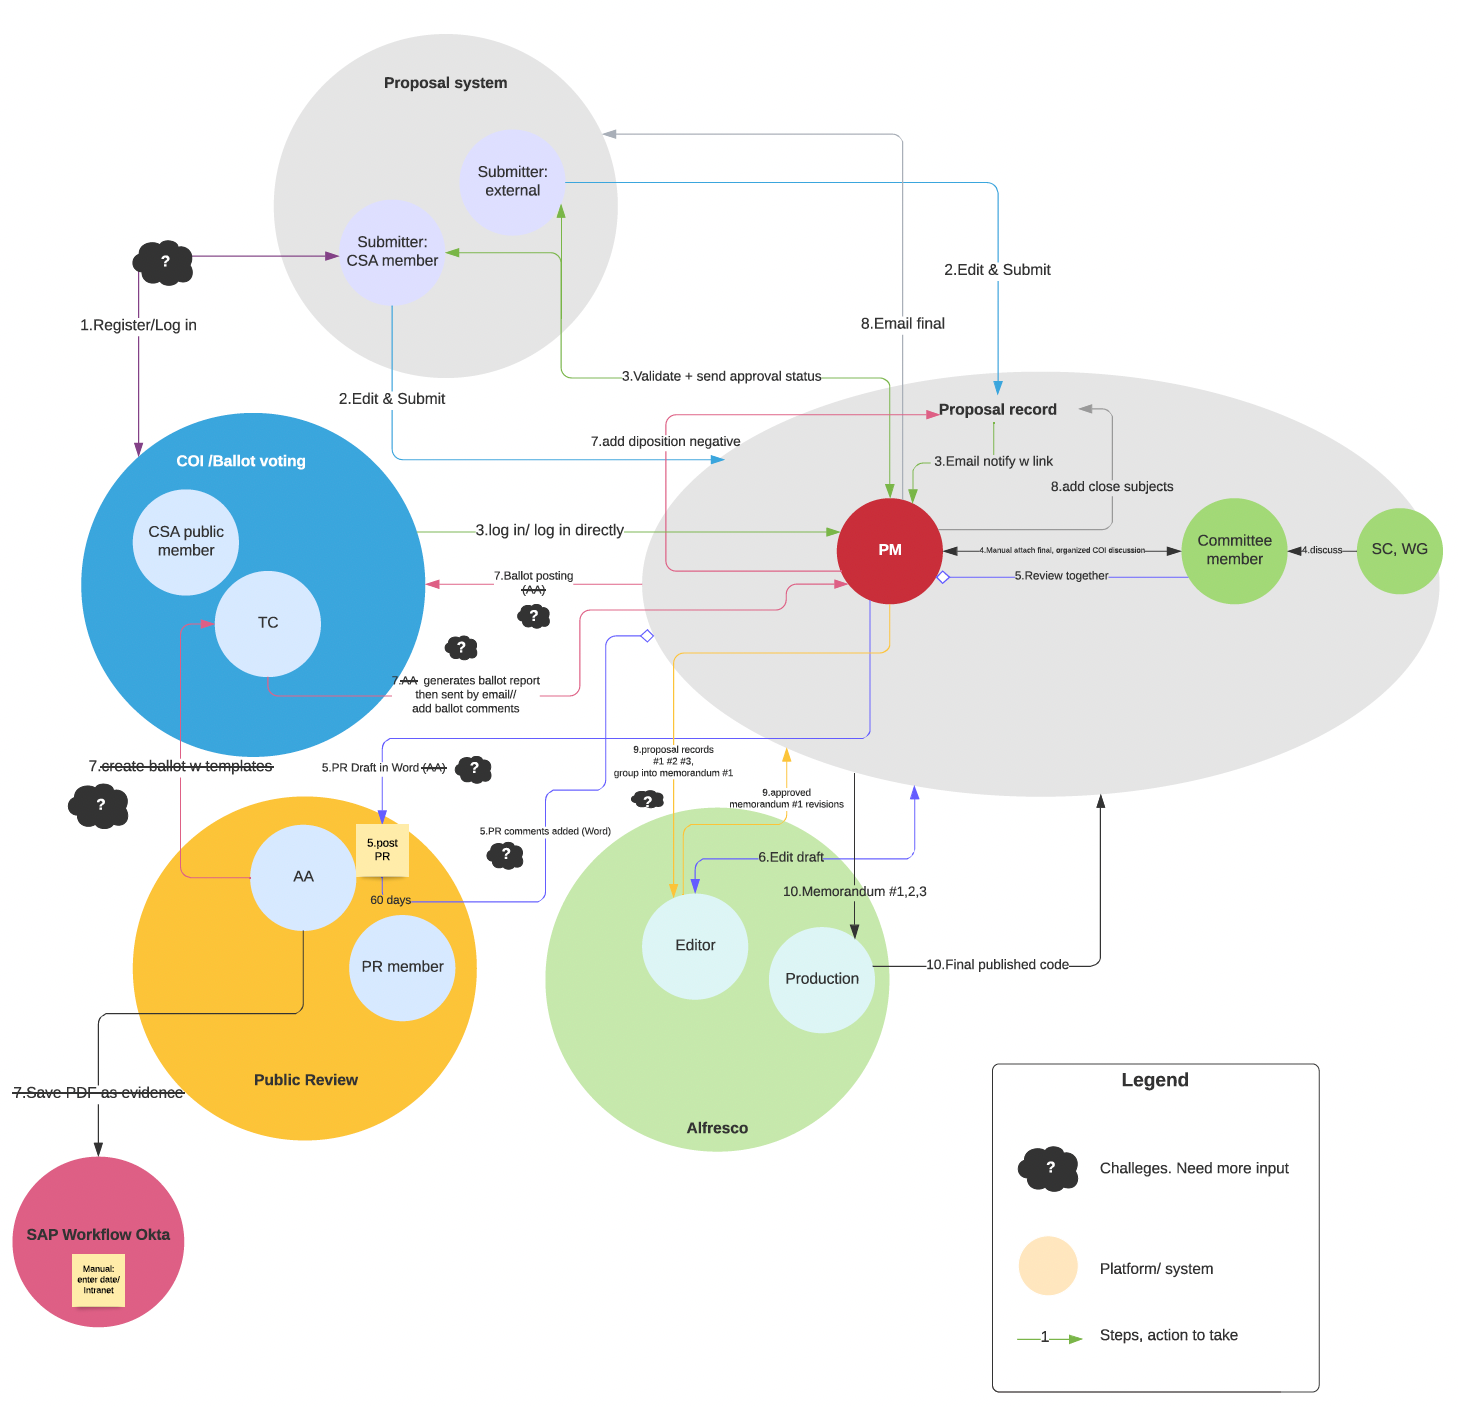 Proposal system
Submitter:
external
Submitter:
CSA member
?
1.Register/Log in
2.Edit & Submit
8.Email final
3.Validate + send approval status
2.Edit & Submit
Proposal record
7.add diposition negative
3.Email notify w link
8.add close subjects
COI /Ballot voting
CSA public
member
TC
3.log in/ log in directly
PM
4.Manual attach final, organized COI discussion
Committee
member
4.discuss
SC, WG
5.Review together
7.Ballot posting
(AA)
?
?
7.AA generates ballot report
then sent by email//
add ballot comments
7.create ballot w templates
?
5.PR Draft in Word (AA)
?
9.proposal records
#1 #2 #3,
group into memorandum #1
?
9.approved
memorandum #1 revisions
5.PR comments added (Word)
?
5.post
PR
AA
60 days
PR member
Public Review
6.Edit draft
10.Memorandum #1,2,3
Editor
Production
10.Final published code
Alfresco
7.Save PDF as evidence
SAP Workflow Okta
Manual:
enter date/
Intranet
Legend
?
Challeges. Need more input
Platform/ system
1
Steps, action to take